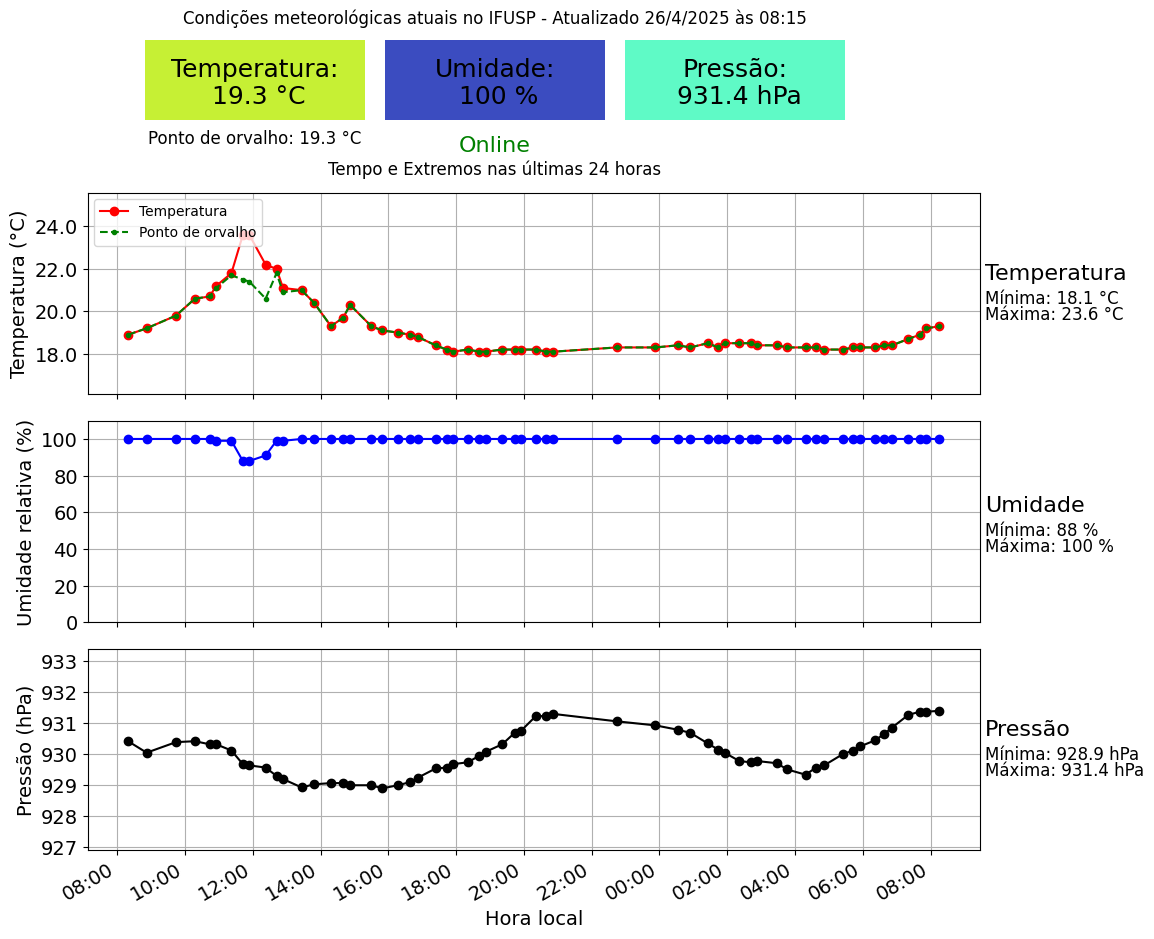 Condições meteorológicas atuais no IFUSP - Atualizado 26/4/2025 às 08:15
Temperatura:
19.3 °C
Umidade:
100 %
Pressão:
931.4 hPa
Ponto de orvalho: 19.3 °C
Online
Tempo e Extremos nas últimas 24 horas
Temperatura (°C)
24.0
22.0
20.0
18.0
Temperatura
Ponto de orvalho
Temperatura
Mínima: 18.1 °C
Máxima: 23.6 °C
Umidade relativa (%)
100
80
60
40
20
0
Umidade
Mínima: 88 %
Máxima: 100 %
Pressão (hPa)
933
932
931
930
929
928
927
Pressão
Mínima: 928.9 hPa
Máxima: 931.4 hPa
08:00 10:00 12:00 14:00 16:00 18:00 20:00 22:00 00:00 02:00 04:00 06:00 08:00
Hora local